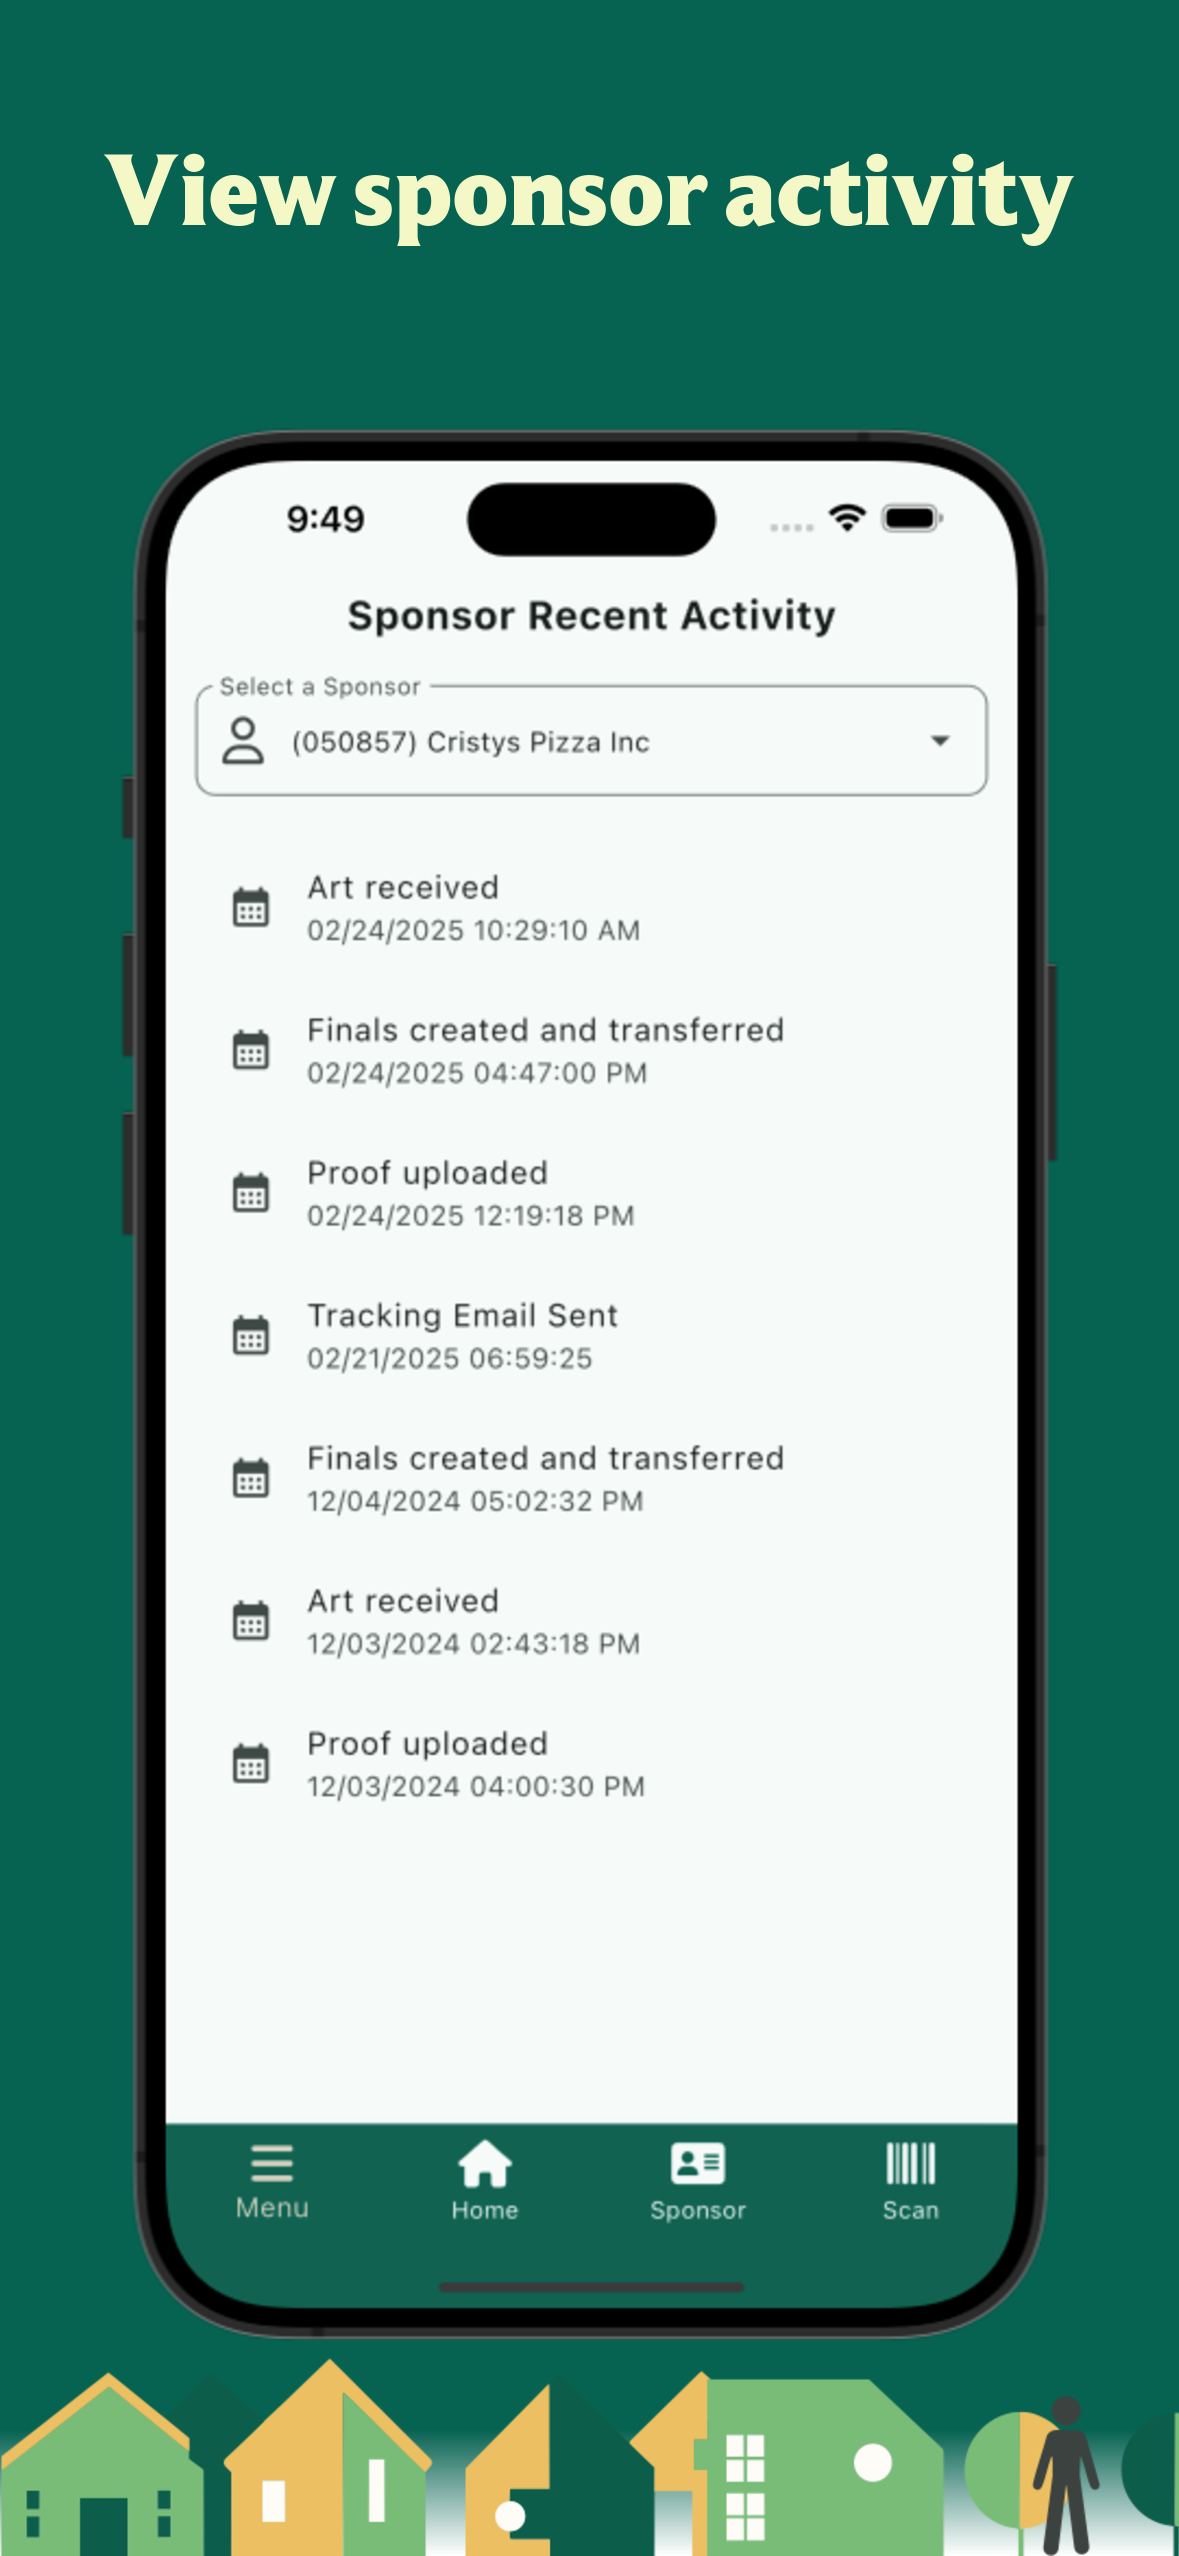 View sponsor activity
9:49
Sponsor Recent Activity
Select a Sponsor
(050857) Cristys Pizza Inc
Art received
02/24/2025 10:29:10 AM
Finals created and transferred
02/24/2025 04:47:00 PM
Proof uploaded
02/24/2025 12:19:18 PM
Tracking Email Sent
02/21/2025 06:59:25
Finals created and transferred
12/04/2024 05:02:32 PM
Art received
12/03/2024 02:43:18 PM
Proof uploaded
12/03/2024 04:00:30 PM
Menu Home Sponsor Scan